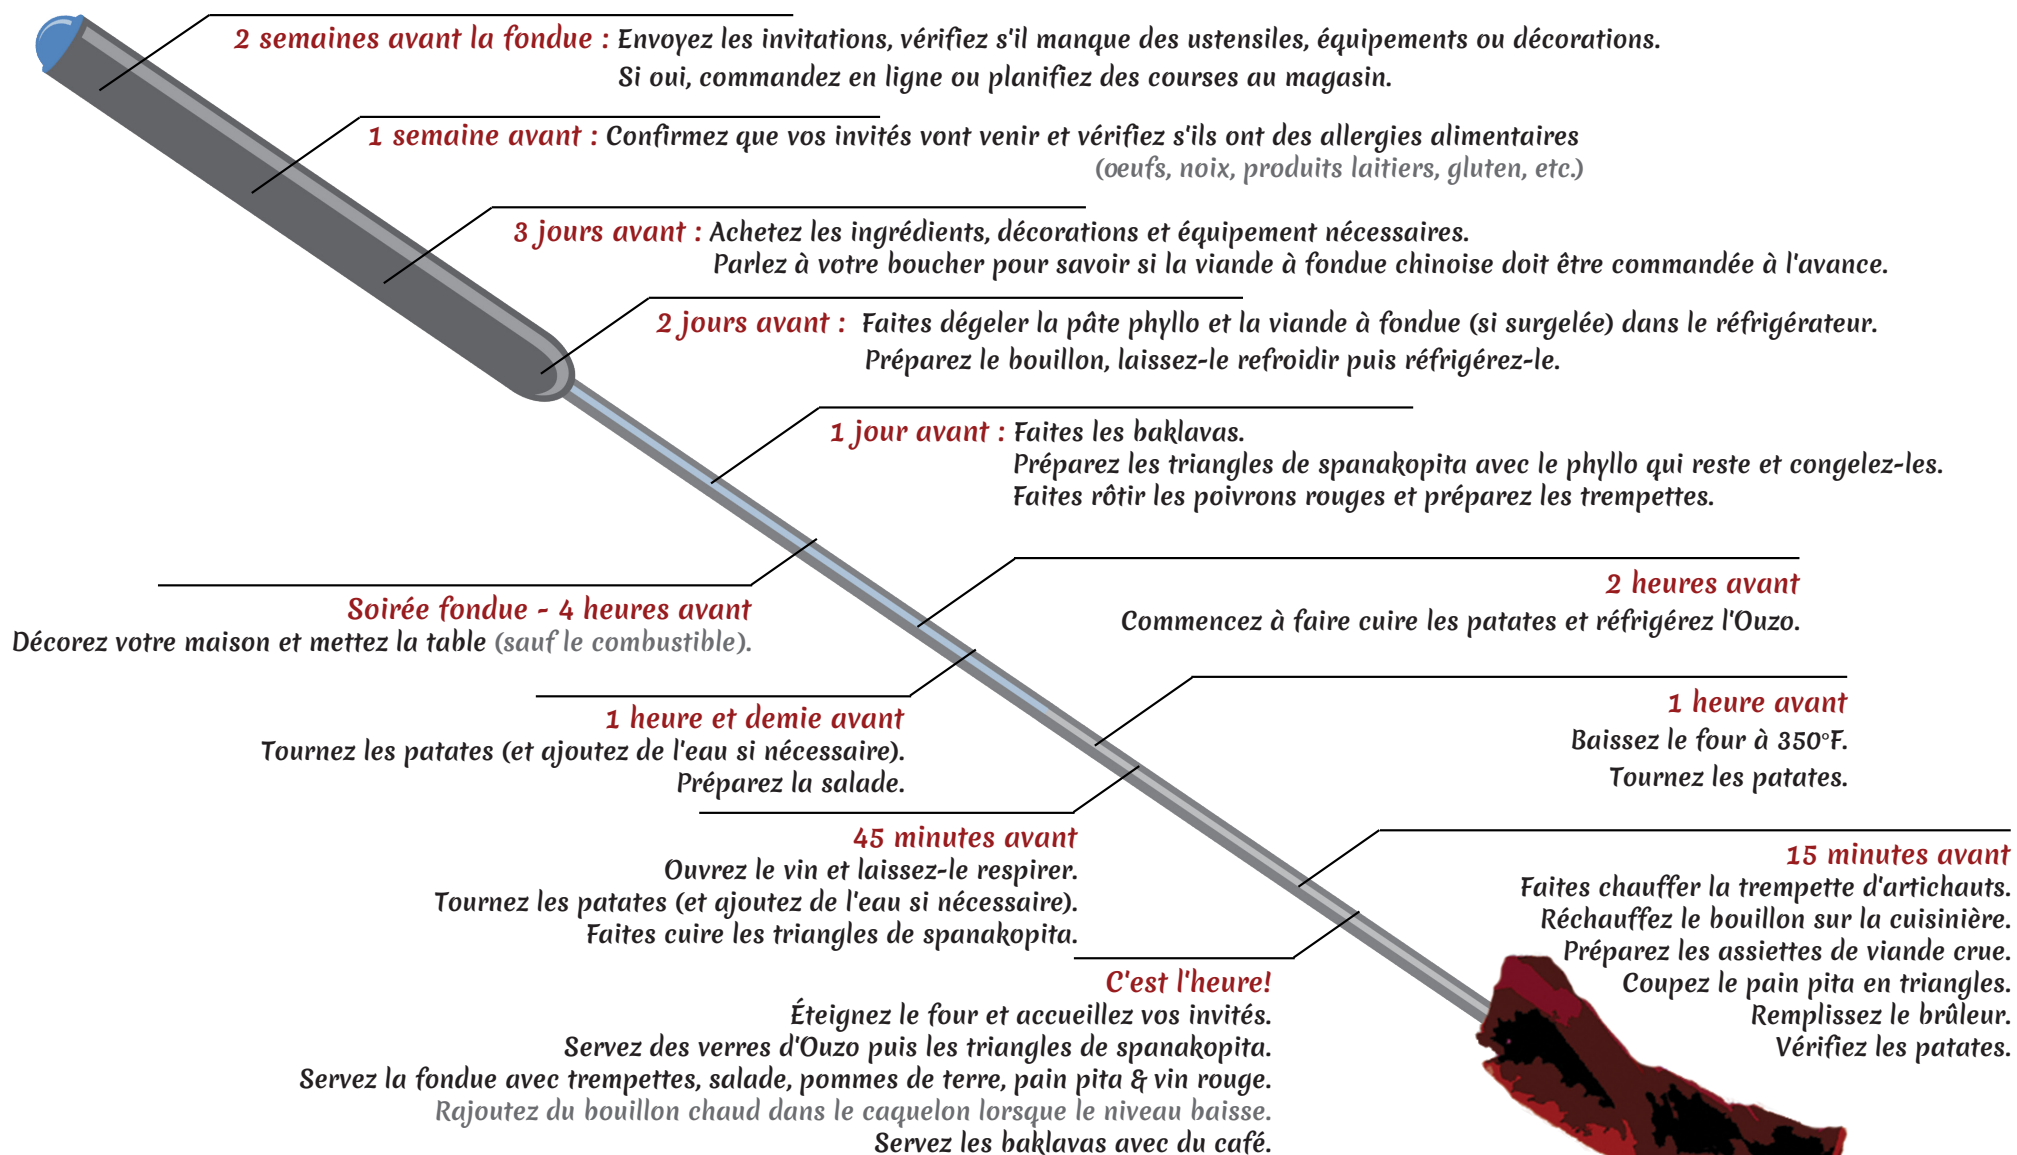 2 semaines avant la fondue : Envoyez les invitations, vérifiez s'il manque des ustensiles, équipements ou décorations.
Si oui, commandez en ligne ou planifiez des courses au magasin.
1 semaine avant : Confirmez que vos invités vont venir et vérifiez s'ils ont des allergies alimentaires
(oeufs, noix, produits laitiers, gluten, etc.)
3 jours avant : Achetez les ingrédients, décorations et équipement nécessaires.
Parlez à votre boucher pour savoir si la viande à fondue chinoise doit être commandée à l'avance.
2 jours avant : Faites dégeler la pâte phyllo et la viande à fondue (si surgelée) dans le réfrigérateur.
Préparez le bouillon, laissez-le refroidir puis réfrigérez-le.
1 jour avant : Faites les baklavas.
Préparez les triangles de spanakopita avec le phyllo qui reste et congelez-les.
Faites rôtir les poivrons rouges et préparez les trempettes.
Soirée fondue - 4 heures avant
Décorez votre maison et mettez la table (sauf le combustible).
2 heures avant
Commencez à faire cuire les patates et réfrigérez l'Ouzo.
1 heure et demie avant
Tournez les patates (et ajoutez de l'eau si nécessaire).
Préparez la salade.
1 heure avant
Baissez le four à 350°F.
Tournez les patates.
45 minutes avant
Ouvrez le vin et laissez-le respirer.
Tournez les patates (et ajoutez de l'eau si nécessaire).
Faites cuire les triangles de spanakopita.
15 minutes avant
Faites chauffer la trempette d'artichauts.
Réchauffez le bouillon sur la cuisinière.
Préparez les assiettes de viande crue.
Coupez le pain pita en triangles.
Remplissez le brûleur.
Vérifiez les patates.
C'est l'heure!
Éteignez le four et accueillez vos invités.
Servez des verres d'Ouzo puis les triangles de spanakopita.
Servez la fondue avec trempettes, salade, pommes de terre, pain pita & vin rouge.
Rajoutez du bouillon chaud dans le caquelon lorsque le niveau baisse.
Servez les baklavas avec du café.